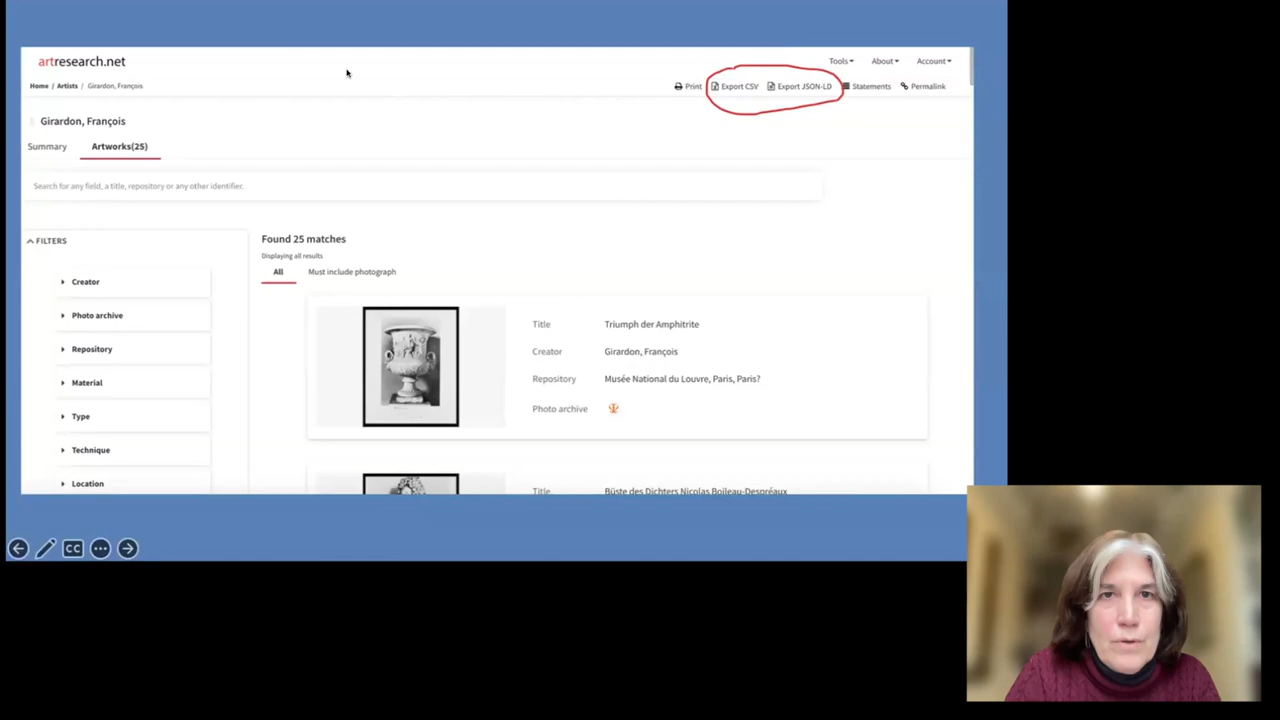 artresearch.net
Tools About Account
Home / Artists / Girardon, François
Print Export CSV Export JSON-LD Statements Permalink
Girardon, François
Summary Artworks(25)
Search for any field, a title, repository or any other identifier.
FILTERS
Creator
Photo archive
Repository
Material
Type
Technique
Location
Found 25 matches
Displaying all results
All Must include photograph
Title Triumph der Amphitrite
Creator Girardon, François
Repository Musée National du Louvre, Paris, Paris?
Photo archive
Title Büste des Dichters Nicolas Boileau-Despréaux
CC